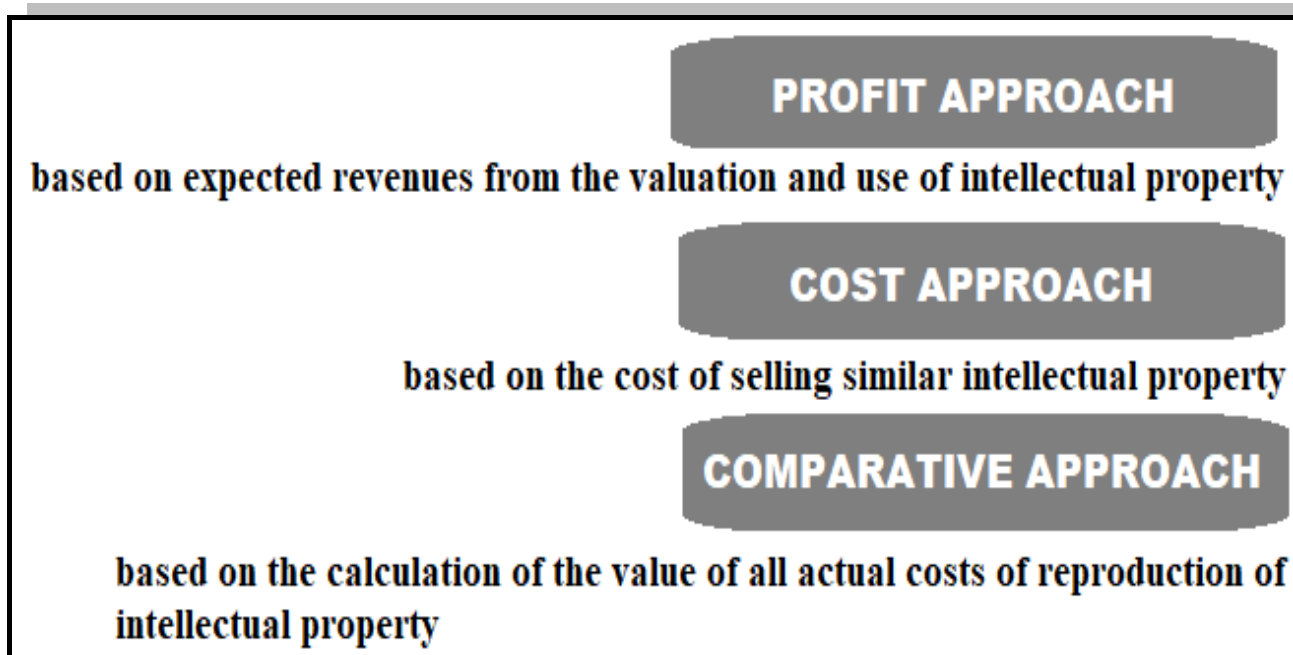 PROFIT APPROACH
based on expected revenues from the valuation and use of intellectual property
COST APPROACH
based on the cost of selling similar intellectual property
COMPARATIVE APPROACH
based on the calculation of the value of all actual costs of reproduction of
intellectual property